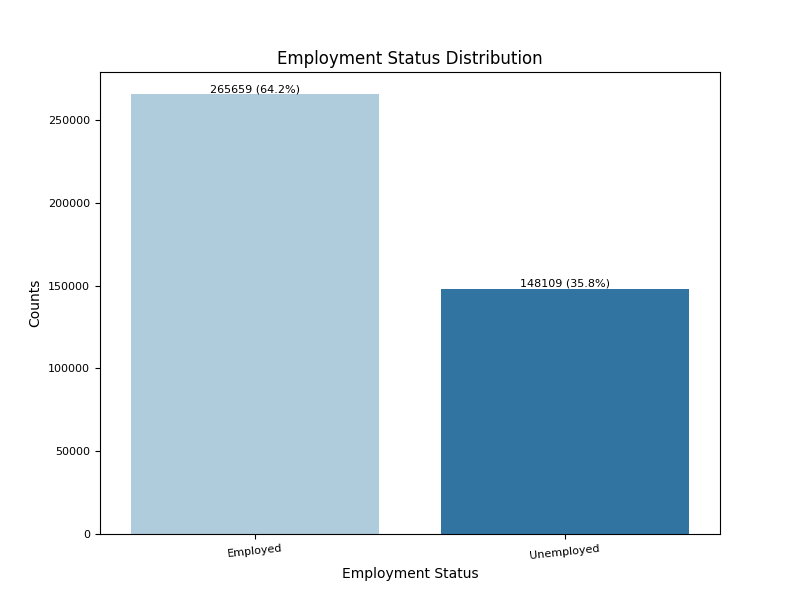 Employment Status Distribution
265659 (64.2%)
148109 (35.8%)
250000
200000
150000
100000
50000
0
Counts
Employed
Unemployed
Employment Status